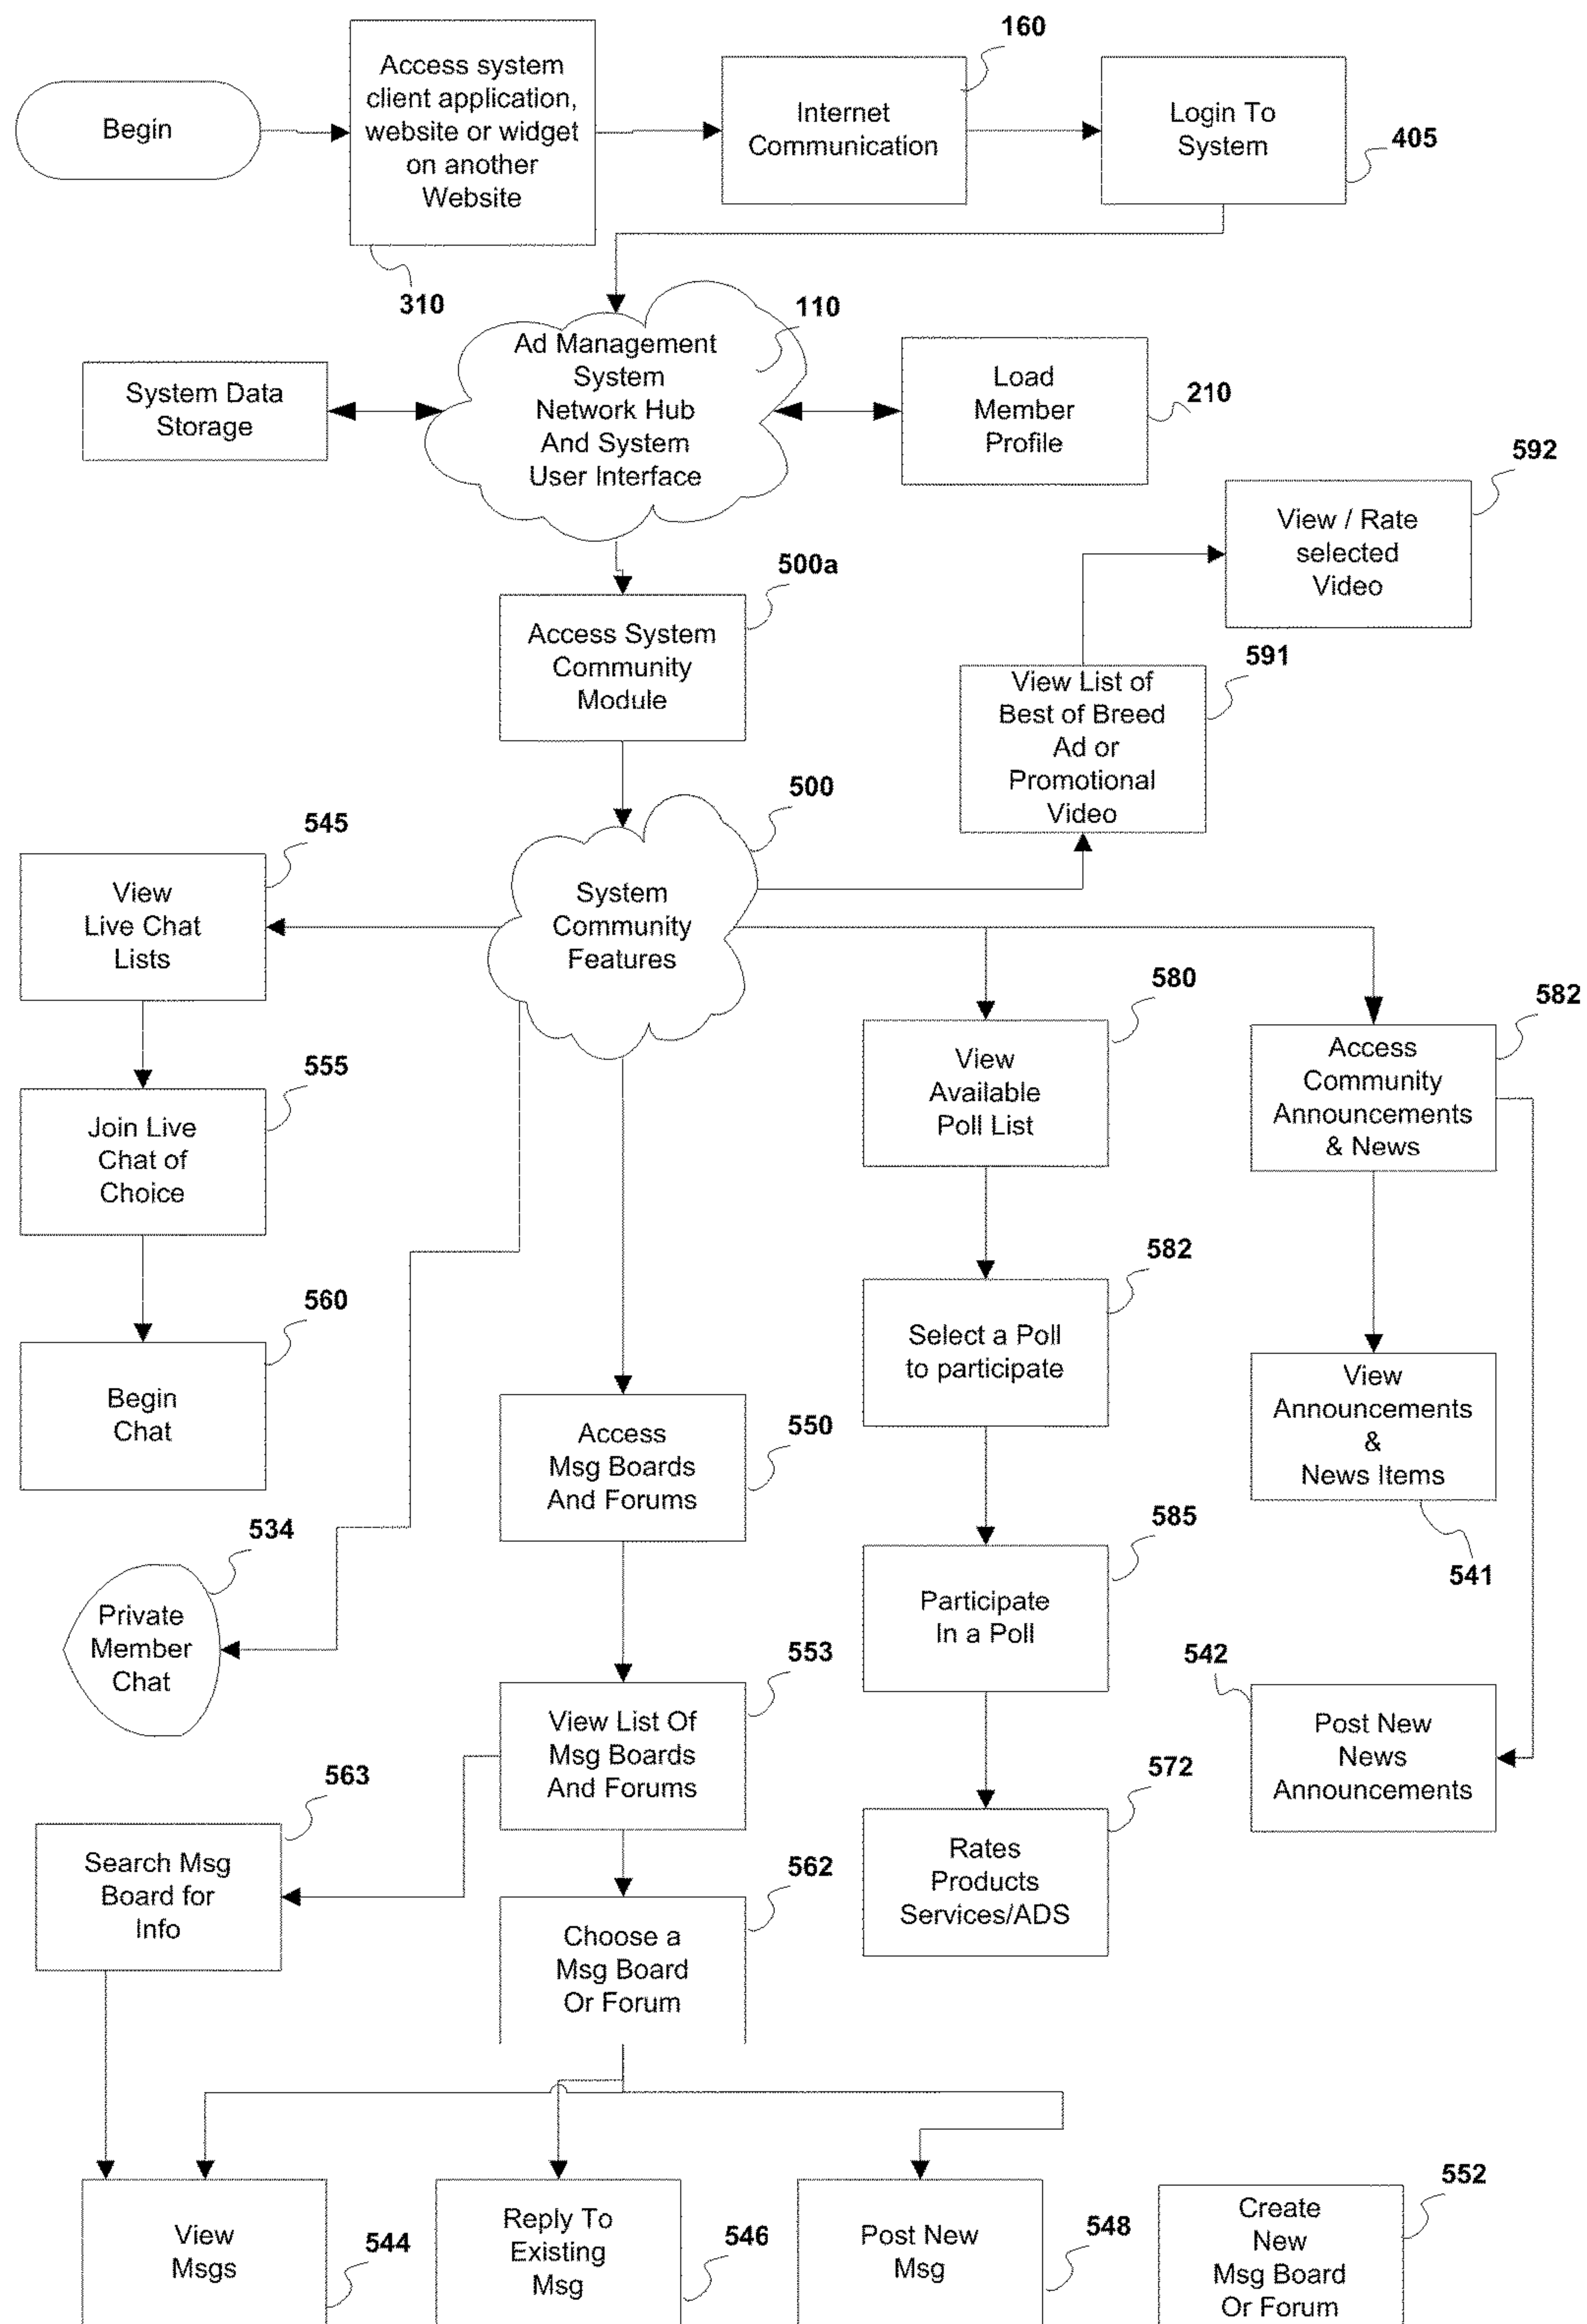 160
Begin
Access system
client application,
website or widget
on another
Website
Internet
Communication
Login To
System
405
310
110
Ad Management
System
Network Hub
And System
User Interface
System Data
Storage
Load
Member
Profile
210
592
View / Rate
selected
Video
500a
Access System
Community
Module
591
View List of
Best of Breed
Ad or
Promotional
Video
500
System
Community
Features
545
View
Live Chat
Lists
580
View
Available
Poll List
582
Access
Community
Announcements
& News
555
Join Live
Chat of
Choice
582
Select a Poll
to participate
560
Begin
Chat
View
Announcements
&
News Items
541
550
Access
Msg Boards
And Forums
534
Private
Member
Chat
585
Participate
In a Poll
553
View List Of
Msg Boards
And Forums
542
Post New
News
Announcements
563
Search Msg
Board for
Info
572
Rates
Products
Services/ADS
562
Choose a
Msg Board
Or Forum
View
Msgs
544
Reply To
Existing
Msg
546
Post New
Msg
548
552
Create
New
Msg Board
Or Forum